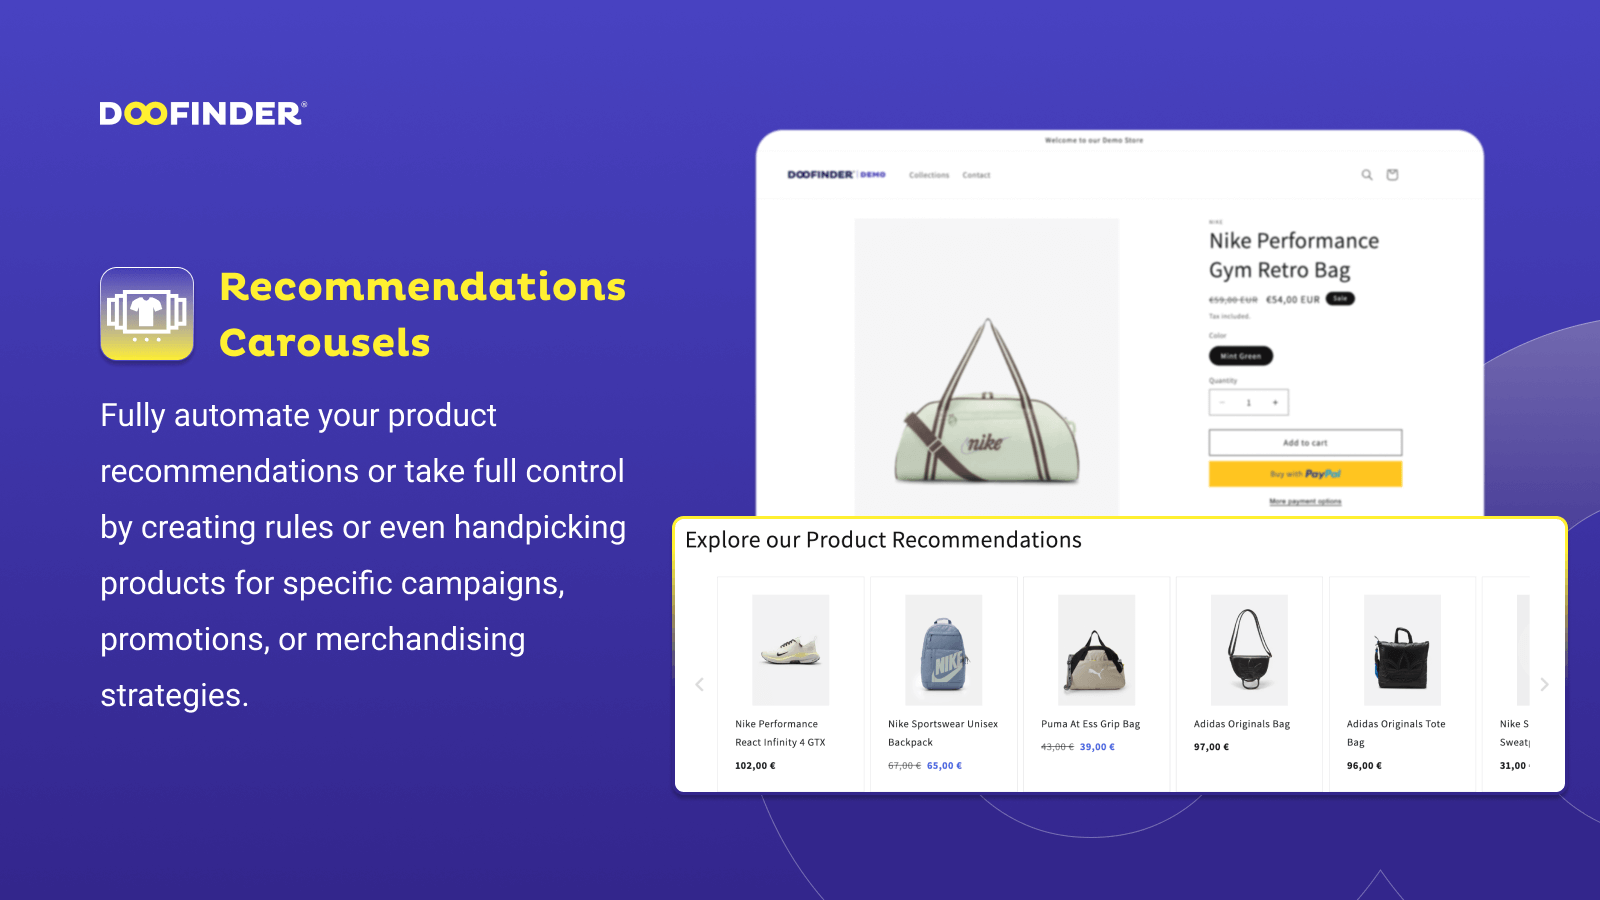 DOOFINDER®
Recommendations
Carousels
Fully automate your product
recommendations or take full control
by creating rules or even handpicking
products for specific campaigns,
promotions, or merchandising
strategies.
Welcome to our Demo Store
DOOFINDER® | DEMO
Collections Contact
NIKE
Nike Performance
Gym Retro Bag
€59,00 EUR €54,00 EUR Sale
Tax included.
Color
Mint Green
Quantity
− 1 +
Add to cart
Buy with PayPal
More payment options
nike
Explore our Product Recommendations
NIKE
Nike Performance
React Infinity 4 GTX
102,00 €
Nike Sportswear Unisex
Backpack
67,00 € 65,00 €
Puma At Ess Grip Bag
43,00 € 39,00 €
Adidas Originals Bag
97,00 €
Adidas Originals Tote
Bag
96,00 €
Nike S
Sweat
31,00